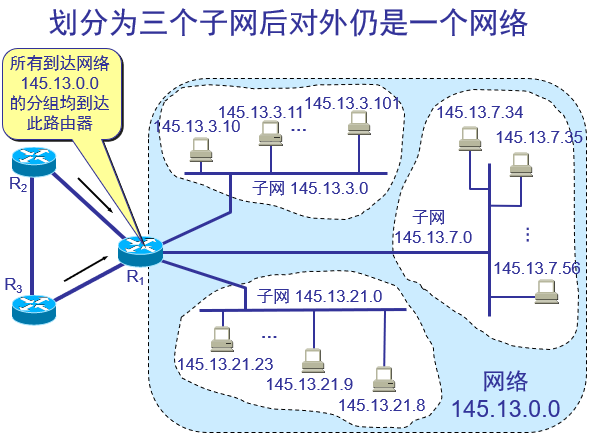 划分为三个子网后对外仍是一个网络
所有到达网络
145.13.0.0
的分组均到达
此路由器
145.13.3.10
145.13.3.11
…
145.13.3.101
子网 145.13.3.0
145.13.7.34
145.13.7.35
…
145.13.7.56
子网
145.13.7.0
R2
R3
R1
子网 145.13.21.0
…
145.13.21.23
145.13.21.9
145.13.21.8
网络
145.13.0.0